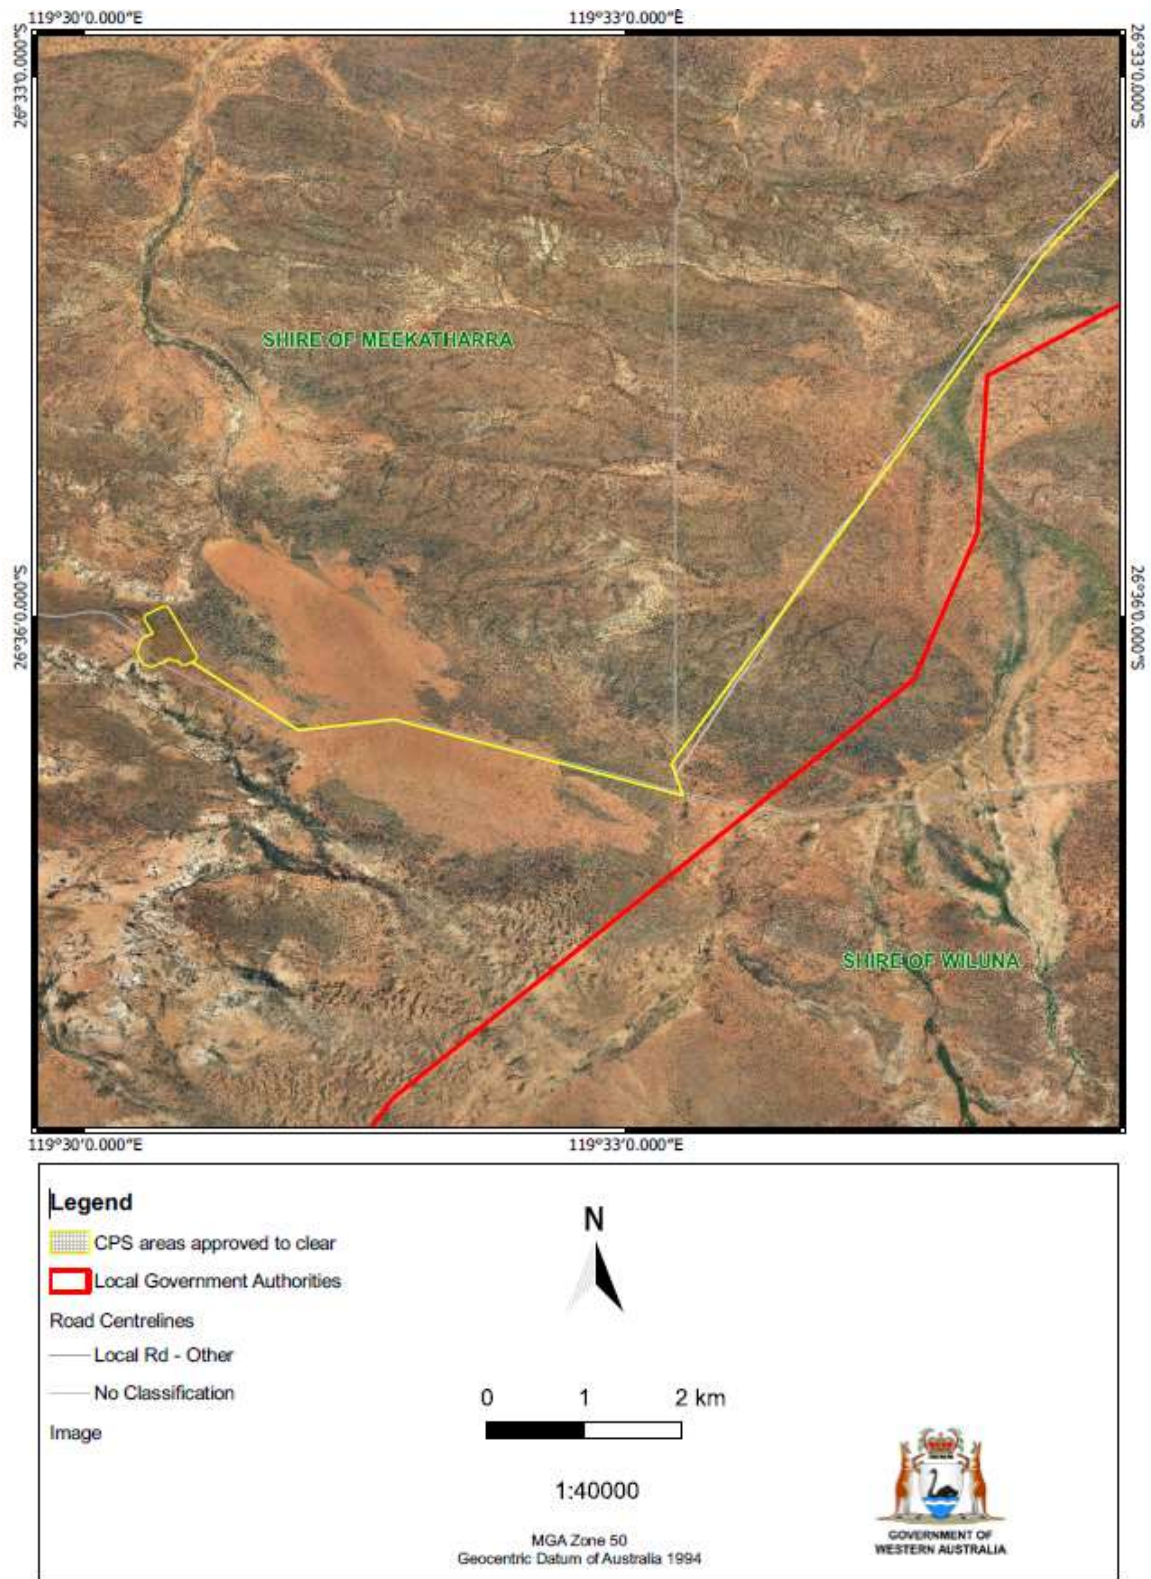 119°30'0.000"E
119°33'0.000"E
26°33'0.000"S
26°33'0.000"S
SHIRE OF MEEKATHARRA
26°36'0.000"S
26°36'0.000"S
SHIRE OF WILUNA
119°30'0.000"E
119°33'0.000"E
Legend
CPS areas approved to clear
Local Government Authorities
Road Centrelines
Local Rd - Other
No Classification
Image
N
0 1 2 km
1:40000
MGA Zone 50
Geocentric Datum of Australia 1994
GOVERNMENT OF
WESTERN AUSTRALIA